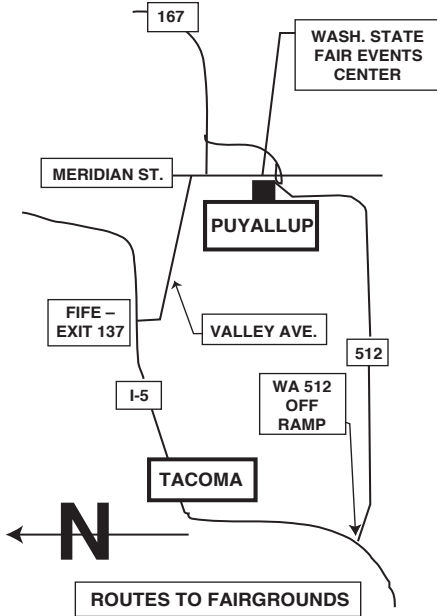 167
WASH. STATE
FAIR EVENTS
CENTER
MERIDIAN ST.
PUYALLUP
FIFE –
EXIT 137
VALLEY AVE.
512
I-5
WA 512
OFF
RAMP
TACOMA
N
ROUTES TO FAIRGROUNDS